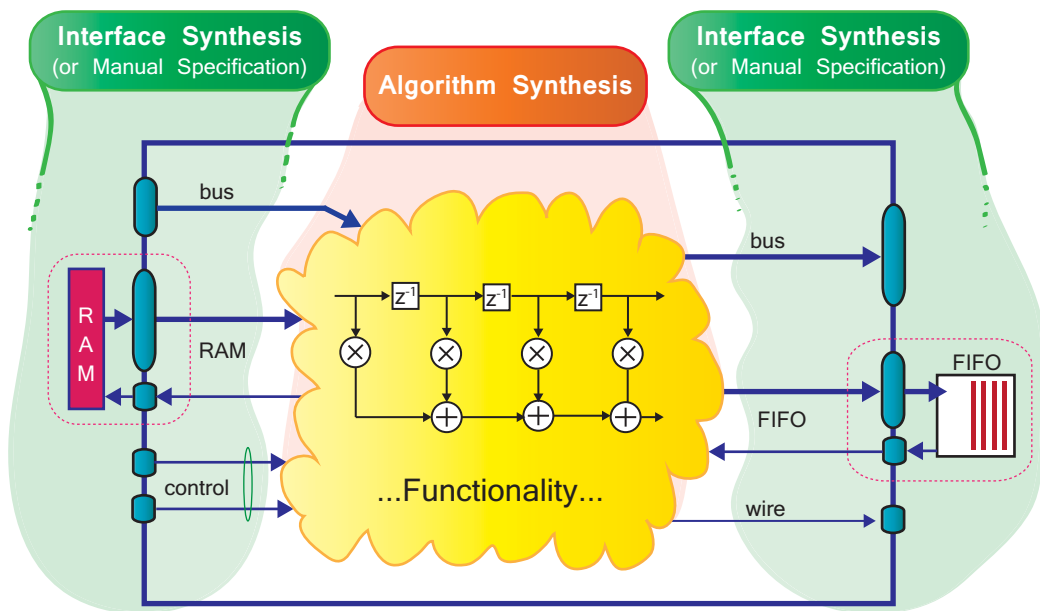 Interface Synthesis
(or Manual Specification)
Algorithm Synthesis
Interface Synthesis
(or Manual Specification)
bus
bus
z⁻¹
z⁻¹
z⁻¹
R
A
M
RAM
FIFO
FIFO
control
...Functionality...
wire